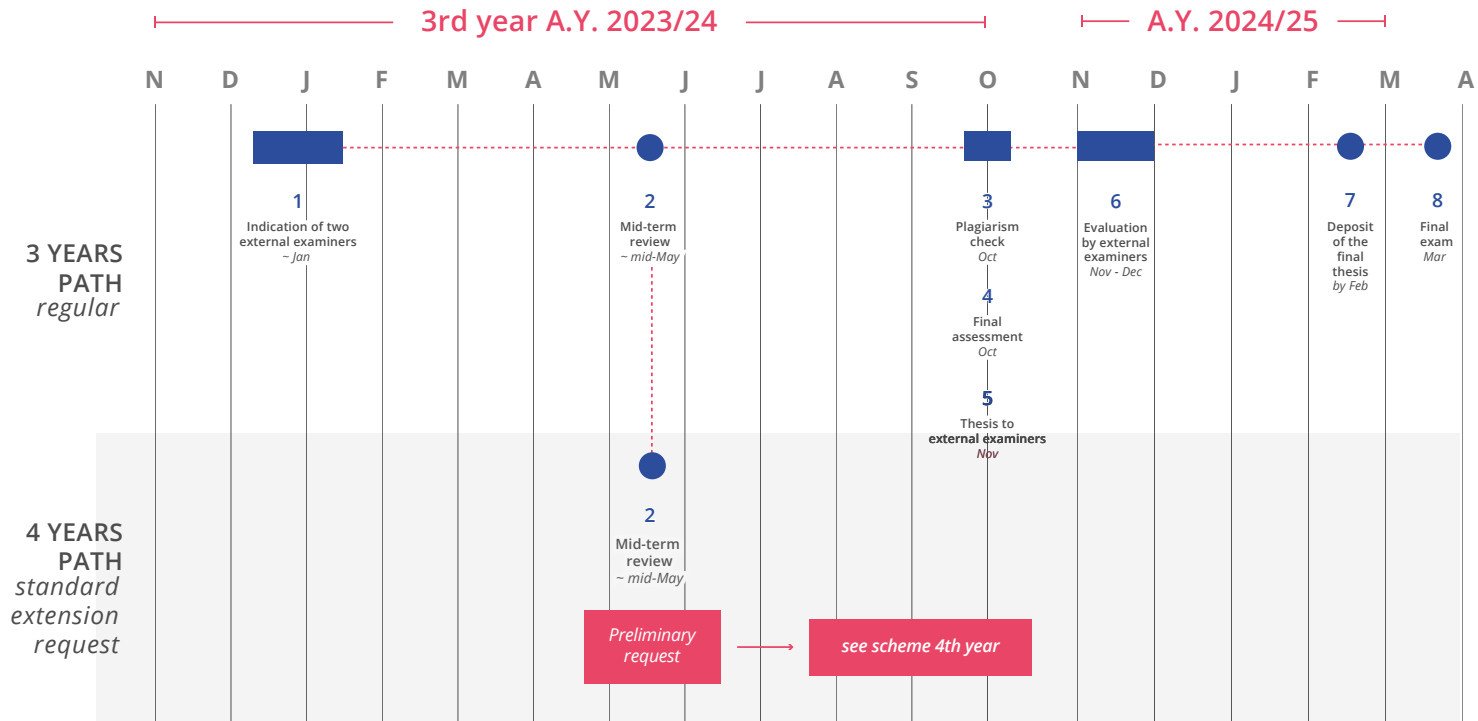 3rd year A.Y. 2023/24
A.Y. 2024/25
N D J F M A M J J A S O N D J F M A
3 YEARS
PATH
regular
1
Indication of two
external examiners
~ Jan
2
Mid-term
review
~ mid-May
3
Plagiarism
check
Oct
4
Final
assessment
Oct
5
Thesis to
external examiners
Nov
6
Evaluation
by external
examiners
Nov - Dec
7
Deposit
of the
final
thesis
by Feb
8
Final
exam
Mar
4 YEARS
PATH
standard
extension
request
2
Mid-term
review
~ mid-May
Preliminary
request
see scheme 4th year